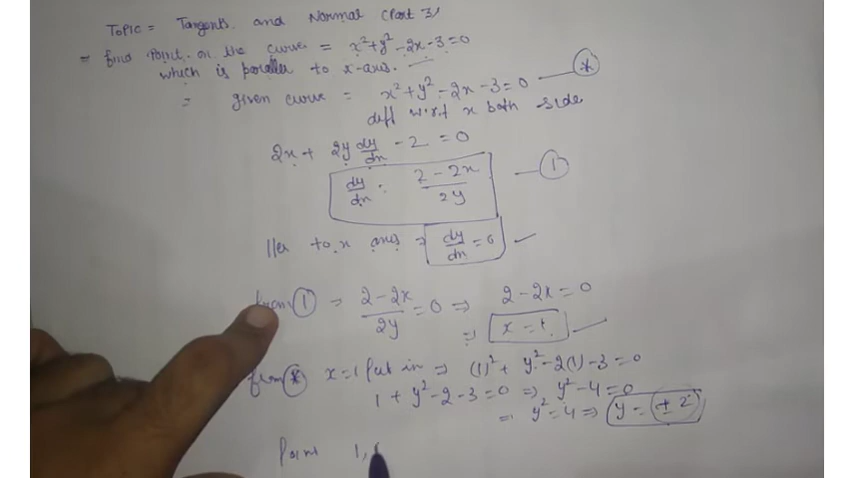 TOPIC = Tangents and Normal (Part 3)
= find Point on the curve = x²+y²-2x-3=0
which is paraller to x-axis.
= given curve = x²+y²-2x-3=0 — *
diff w.r.t x both side
2x + 2y dy/dx - 2 = 0
dy/dx = 2-2x/2y — 1
ller to x axis ⇒ dy/dx = 0
from 1 ⇒ 2-2x/2y = 0 ⇒ 2-2x=0
⇒ x=1
from * x=1 put in ⇒ (1)² + y²-2(1)-3=0
1 + y²-2-3=0 ⇒ y²-4=0
⇒ y²=4 ⇒ y = ±2
1,